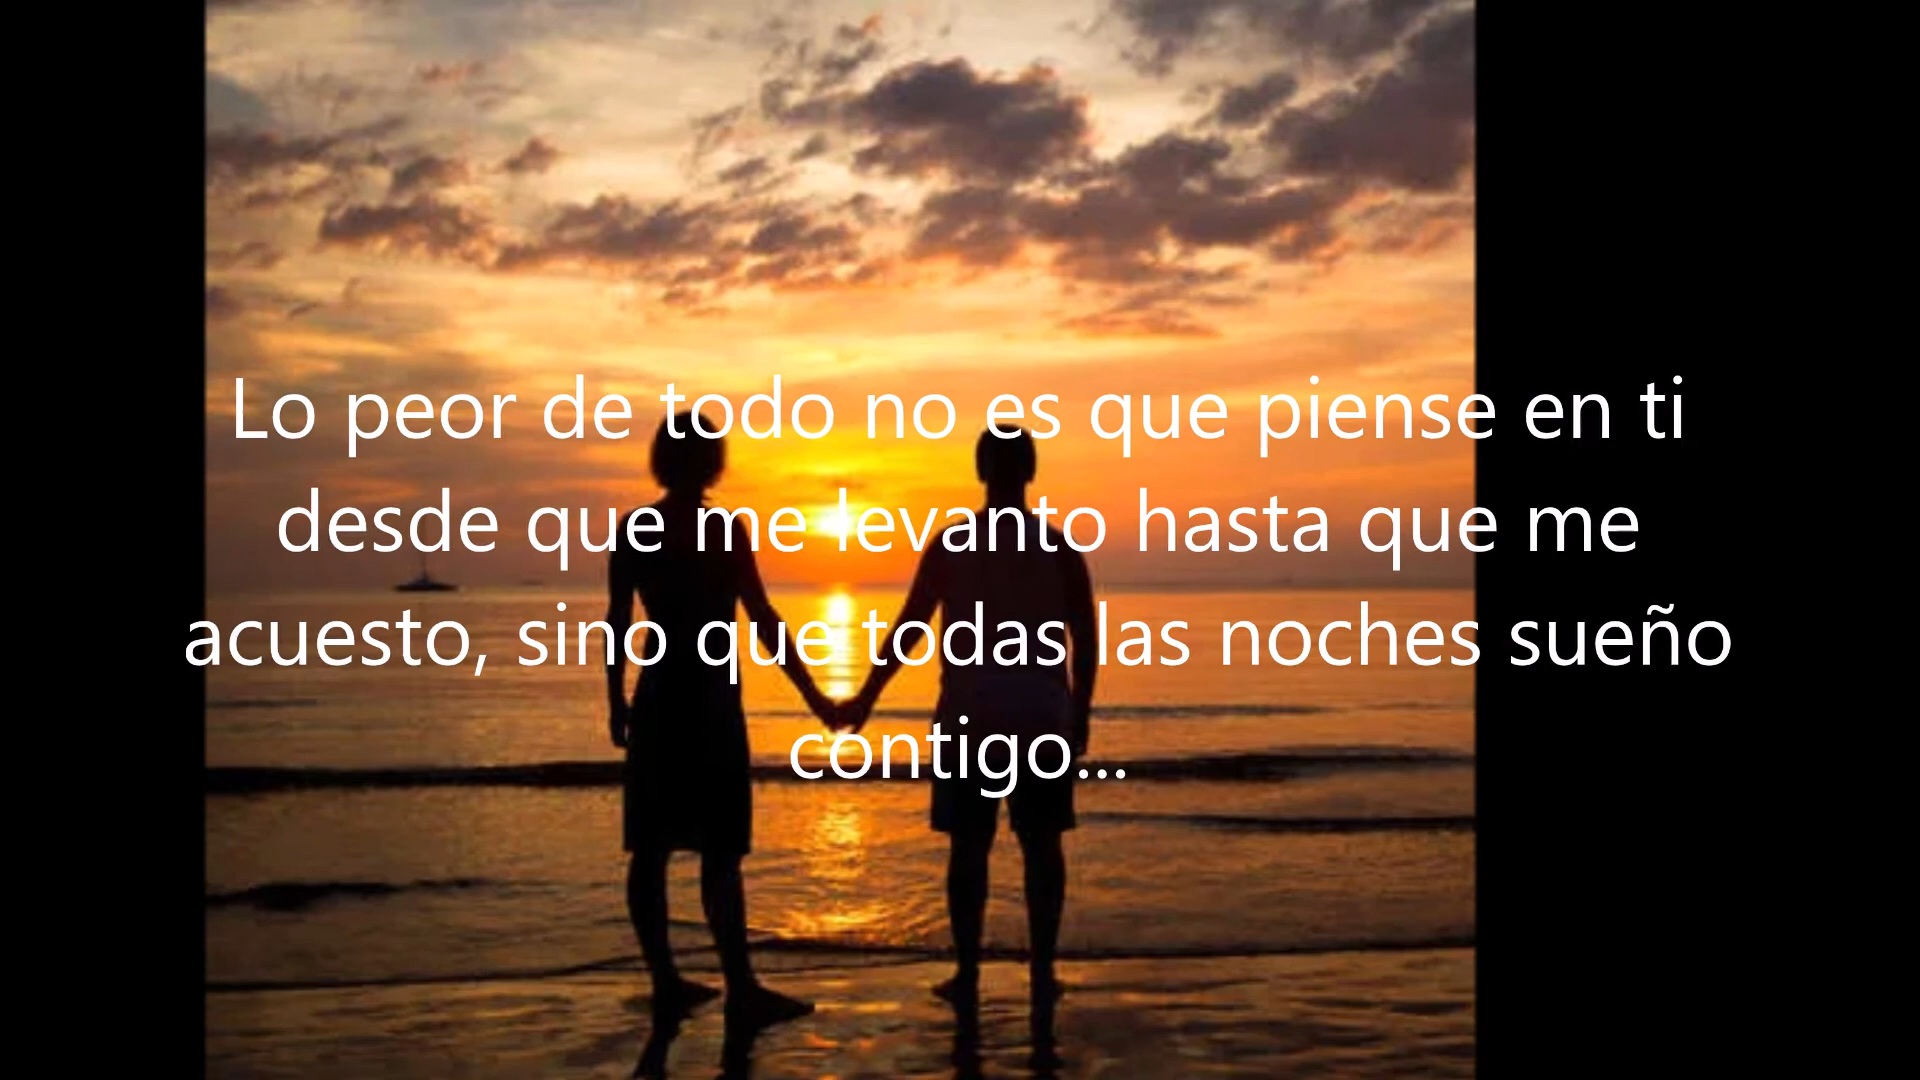 Lo peor de todo no es que piense en ti
desde que me levanto hasta que me
acuesto, sino que todas las noches sueño
contigo...